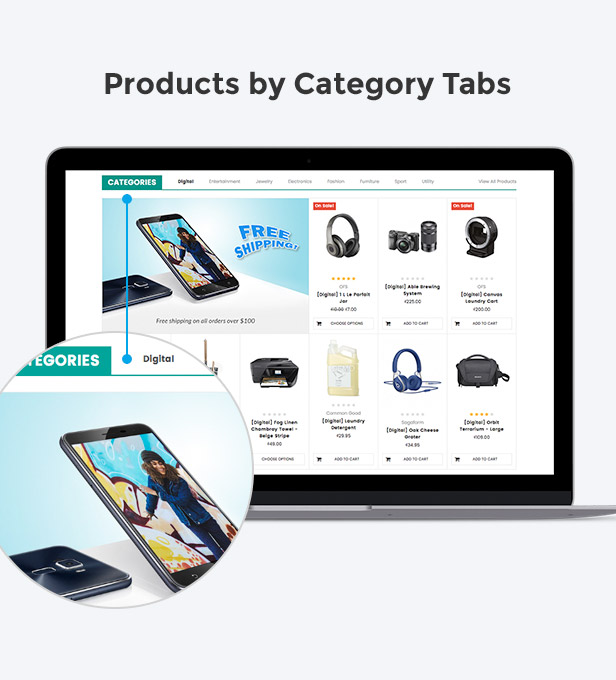 Products by Category Tabs
CATEGORIES Digital Entertainment Jewelry Electronics Fashion Furniture Sport Utility View All Products
FREE
SHIPPING!
Free shipping on all orders over $100
On Sale!
OFS
[Digital] 1 L Le Parfait
Jar
¥7.00
CHOOSE OPTIONS
[Digital] Able Brewing
System
¥225.00
ADD TO CART
On Sale!
OFS
[Digital] Canvas
Laundry Cart
¥200.00
ADD TO CART
TEGORIES Digital
[Digital] Fog Linen
Chambray Towel -
Beige Stripe
¥49.00
CHOOSE OPTIONS
Common Good
[Digital] Laundry
Detergent
¥29.95
ADD TO CART
Sagaform
[Digital] Oak Cheese
Grater
¥34.95
ADD TO CART
[Digital] Orbit
Terrarium - Large
¥109.00
ADD TO CART